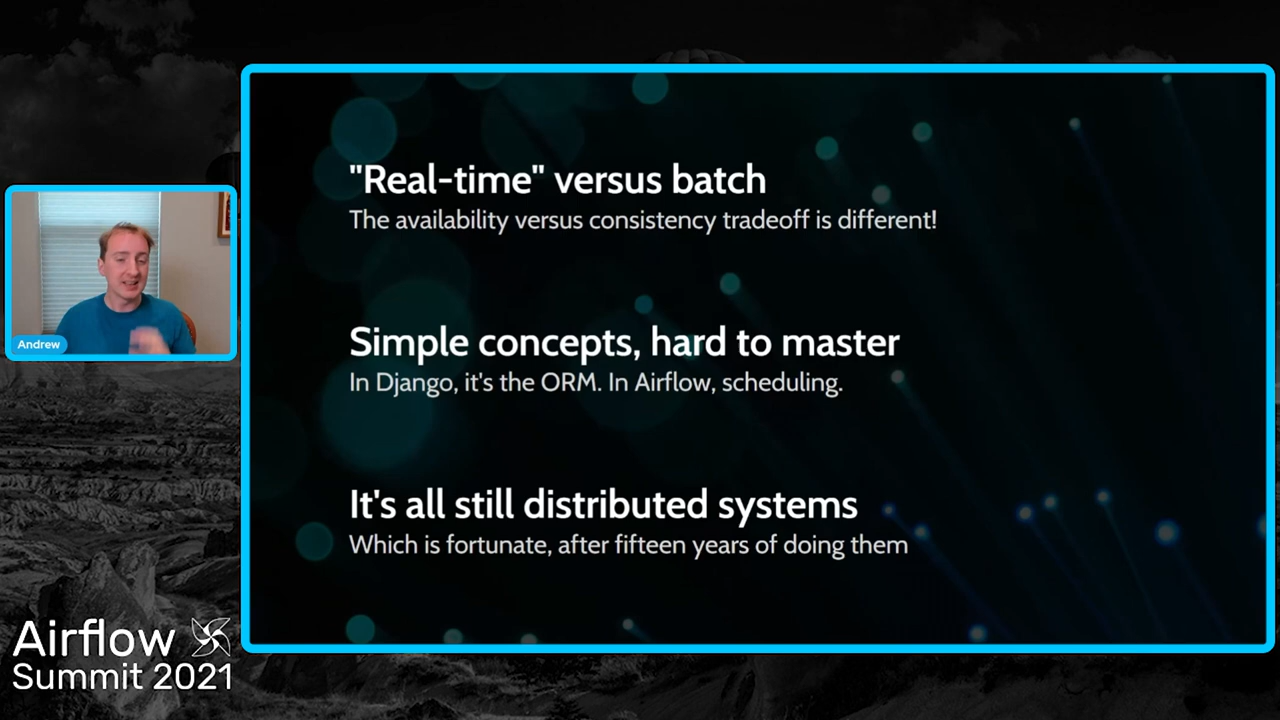 "Real-time" versus batch
The availability versus consistency tradeoff is different!
Simple concepts, hard to master
In Django, it's the ORM. In Airflow, scheduling.
It's all still distributed systems
Which is fortunate, after fifteen years of doing them
Andrew
Airflow
Summit 2021